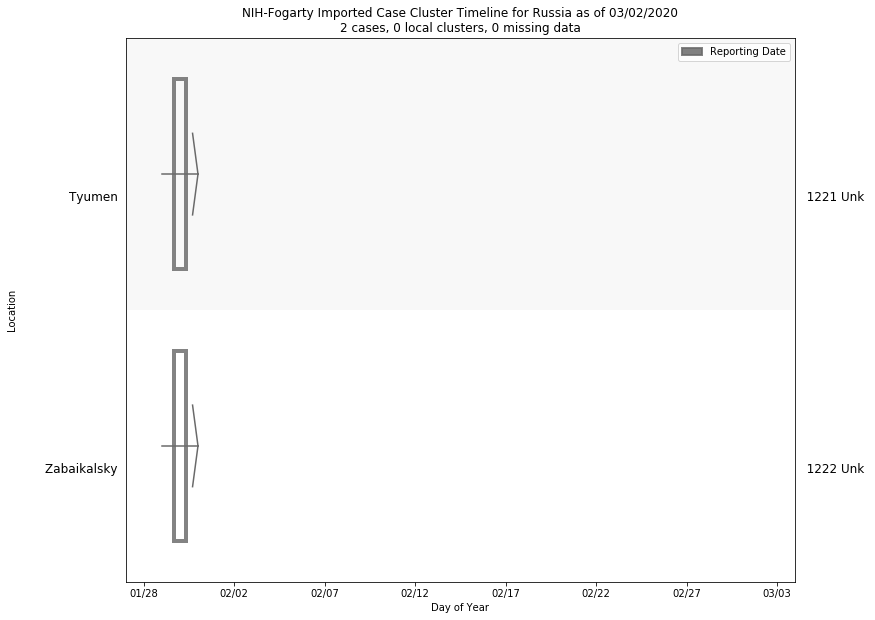 NIH-Fogarty Imported Case Cluster Timeline for Russia as of 03/02/2020
2 cases, 0 local clusters, 0 missing data
Reporting Date
Tyumen
1221 Unk
Location
Zabaikalsky
1222 Unk
01/28 02/02 02/07 02/12 02/17 02/22 02/27 03/03
Day of Year